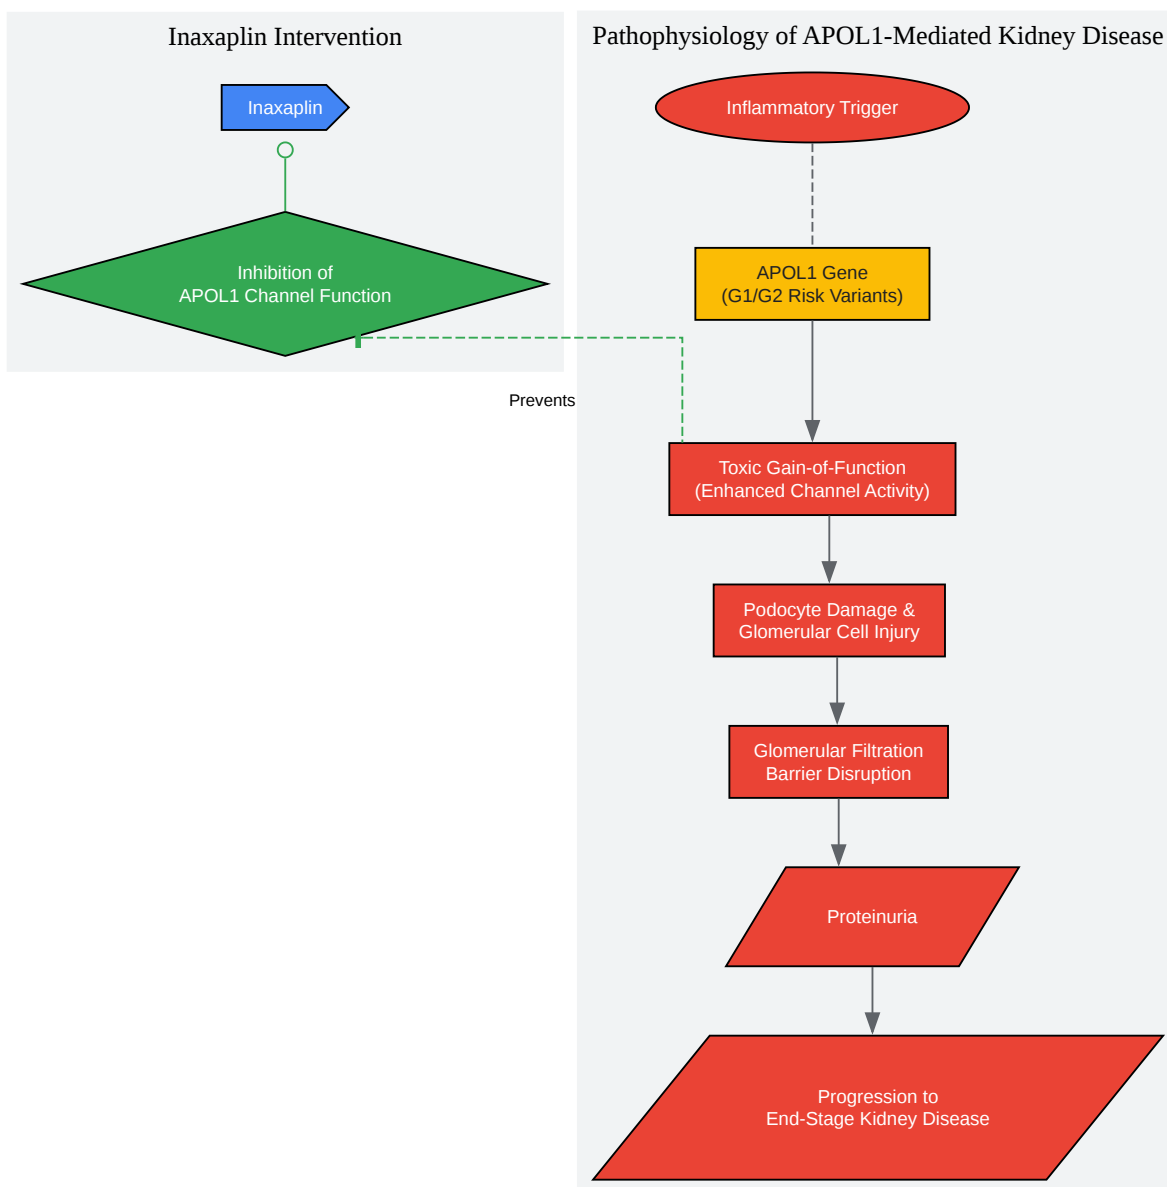 Inaxaplin Intervention
Inaxaplin
Inhibition of
APOL1 Channel Function
Prevents
Pathophysiology of APOL1-Mediated Kidney Disease
Inflammatory Trigger
APOL1 Gene
(G1/G2 Risk Variants)
Toxic Gain-of-Function
(Enhanced Channel Activity)
Podocyte Damage &
Glomerular Cell Injury
Glomerular Filtration
Barrier Disruption
Proteinuria
Progression to
End-Stage Kidney Disease